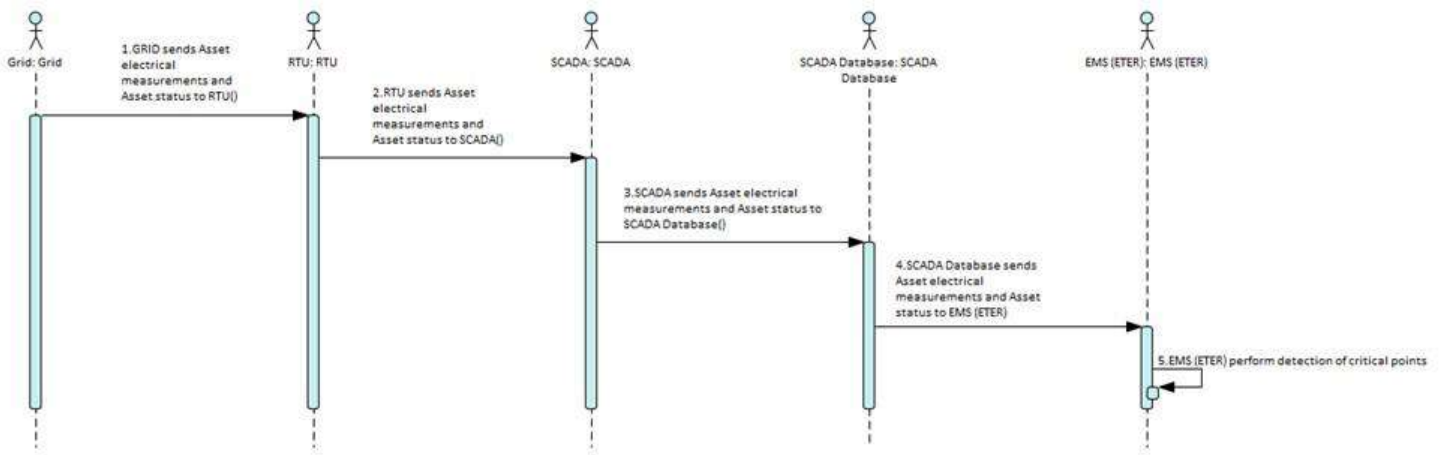 Grid: Grid
RTU: RTU
SCADA: SCADA
SCADA Database: SCADA
Database
EMS (ETER): EMS (ETER)
1.GRID sends Asset
electrical
measurements and
Asset status to RTU()
2.RTU sends Asset
electrical
measurements and
Asset status to SCADA()
3.SCADA sends Asset electrical
measurements and Asset status to
SCADA Database()
4.SCADA Database sends
Asset electrical
measurements and Asset
status to EMS (ETER)
5.EMS (ETER) perform detection of critical points